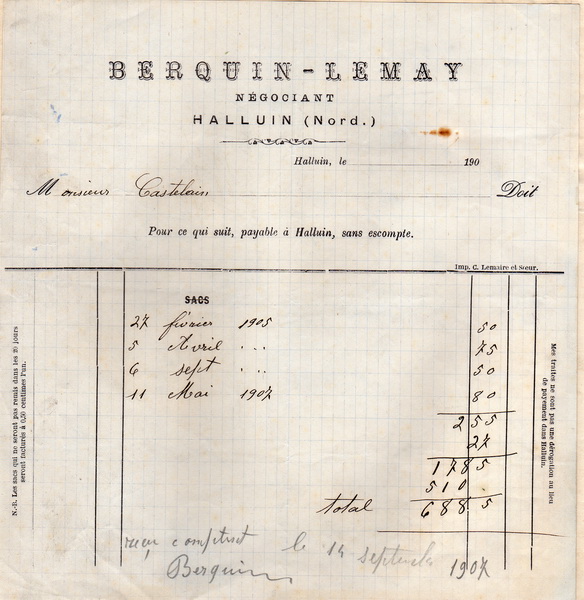 BERQUIN-LEMAY
NÉGOCIANT
HALLUIN (Nord.)
Halluin, le 190
Monsieur Castelain Doit
Pour ce qui suit, payable à Halluin, sans escompte.
Imp. C. Lemaire et Sœur.
SACS
27 février 1905 50
5 Avril " " 75
6 sept " " 50
11 Mai 1907 80
255
27
1785
510
total 688 5
reçu comptant le 14 septembre 1907
Berquin
N.-B. Les sacs qui ne seront pas remis dans les 20 jours
seront facturés à 0,50 centimes l'un.
Mes traites ne sont pas une dérogation au lieu
de payement dans Halluin.